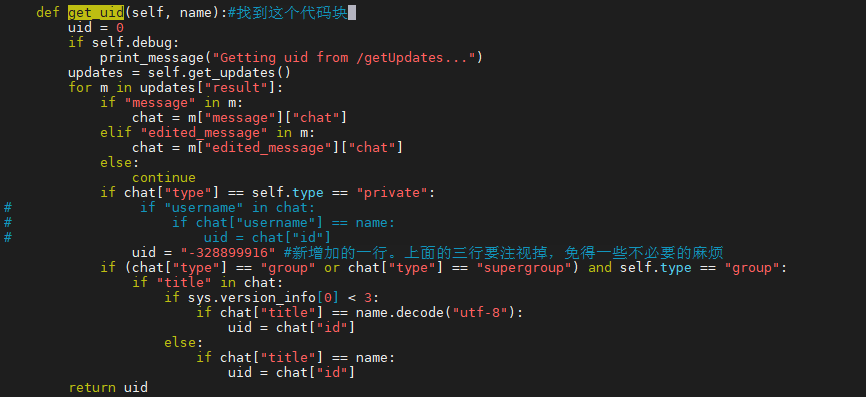 def get_uid(self, name):#找到这个代码块
uid = 0
if self.debug:
print_message("Getting uid from /getUpdates...")
updates = self.get_updates()
for m in updates["result"]:
if "message" in m:
chat = m["message"]["chat"]
elif "edited_message" in m:
chat = m["edited_message"]["chat"]
else:
continue
if chat["type"] == self.type == "private":
# if "username" in chat:
# if chat["username"] == name:
# uid = chat["id"]
uid = "-328899916" #新增加的一行。上面的三行要注视掉，免得一些不必要的麻烦
if (chat["type"] == "group" or chat["type"] == "supergroup") and self.type == "group":
if "title" in chat:
if sys.version_info[0] < 3:
if chat["title"] == name.decode("utf-8"):
uid = chat["id"]
else:
if chat["title"] == name:
uid = chat["id"]
return uid